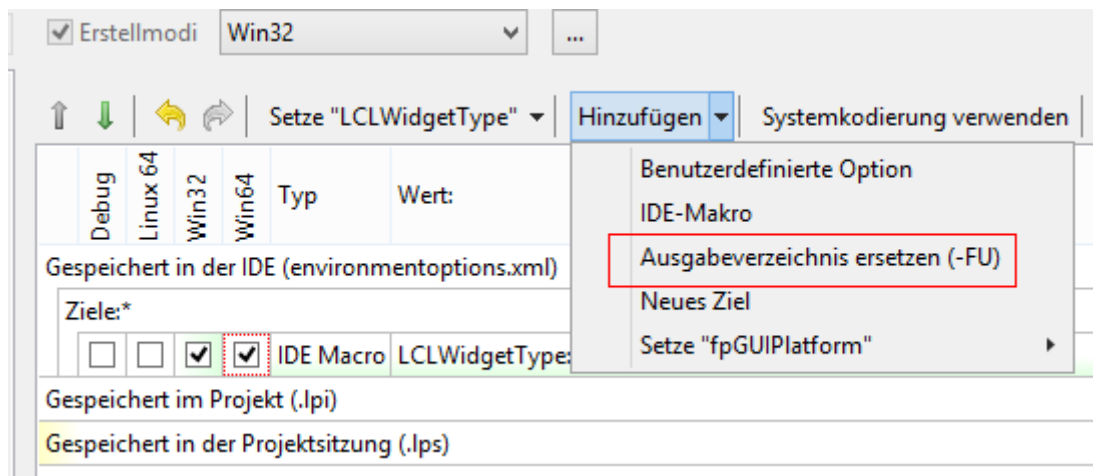 Erstellmodi Win32 ...
Setze "LCLWidgetType" Hinzufügen Systemkodierung verwenden
Debug Linux 64 Win32 Win64 Typ Wert:
Benutzerdefinierte Option
IDE-Makro
Gespeichert in der IDE (environmentoptions.xml)
Ausgabeverzeichnis ersetzen (-FU)
Ziele:*
Neues Ziel
IDE Macro LCLWidgetType:
Setze "fpGUIPlatform"
Gespeichert im Projekt (.lpi)
Gespeichert in der Projektsitzung (.lps)